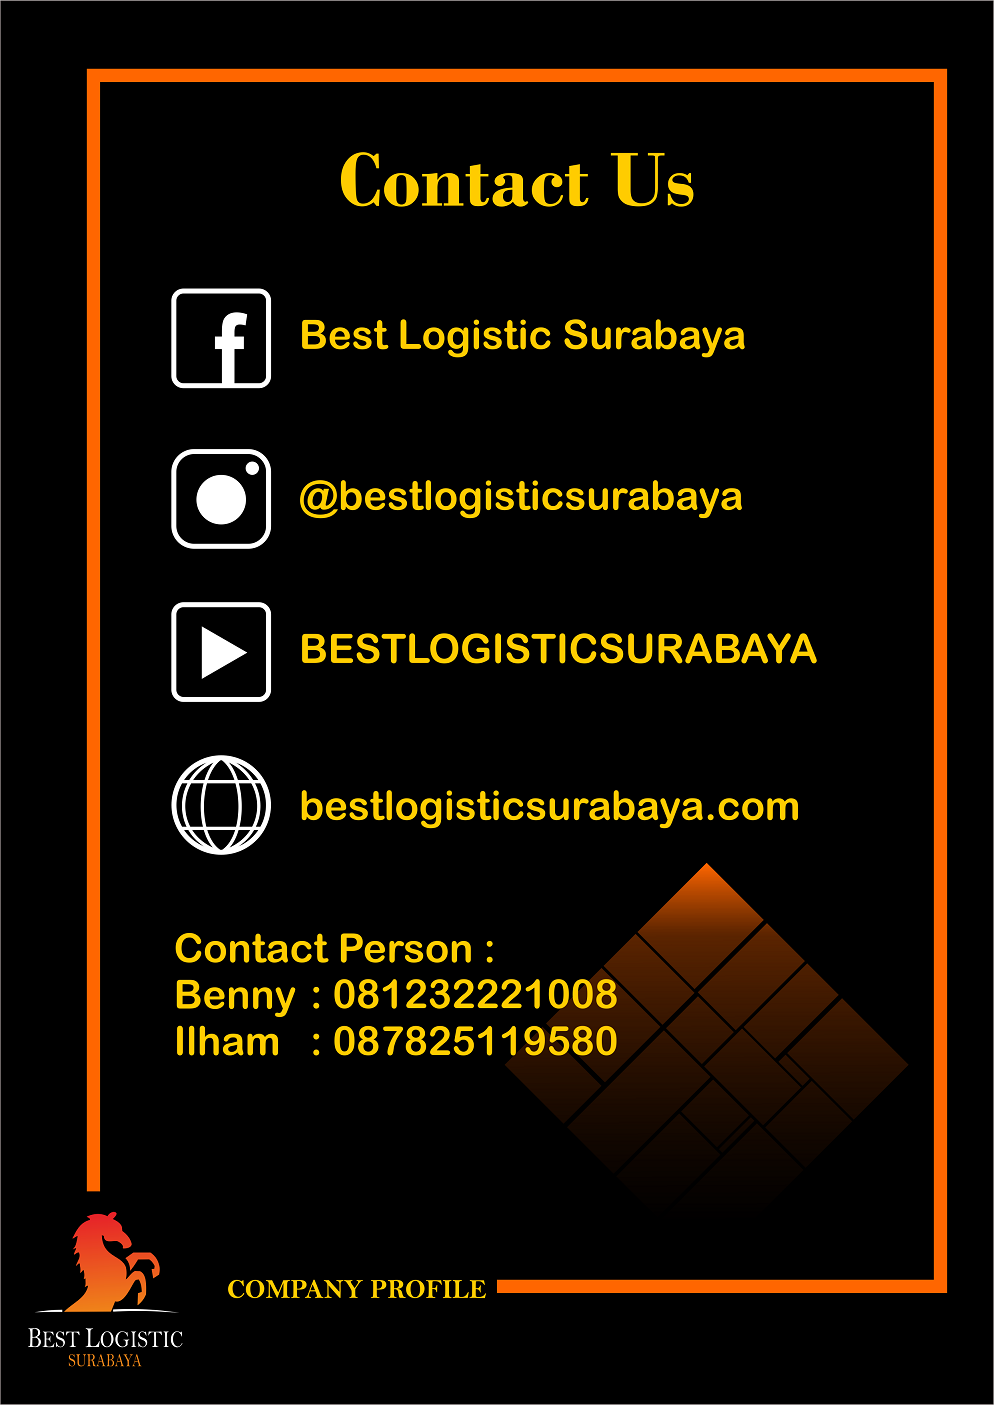 Contact Us
Best Logistic Surabaya
@bestlogisticsurabaya
BESTLOGISTICSURABAYA
bestlogisticsurabaya.com
Contact Person :
Benny : 081232221008
Ilham : 087825119580
COMPANY PROFILE
BEST LOGISTIC
SURABAYA